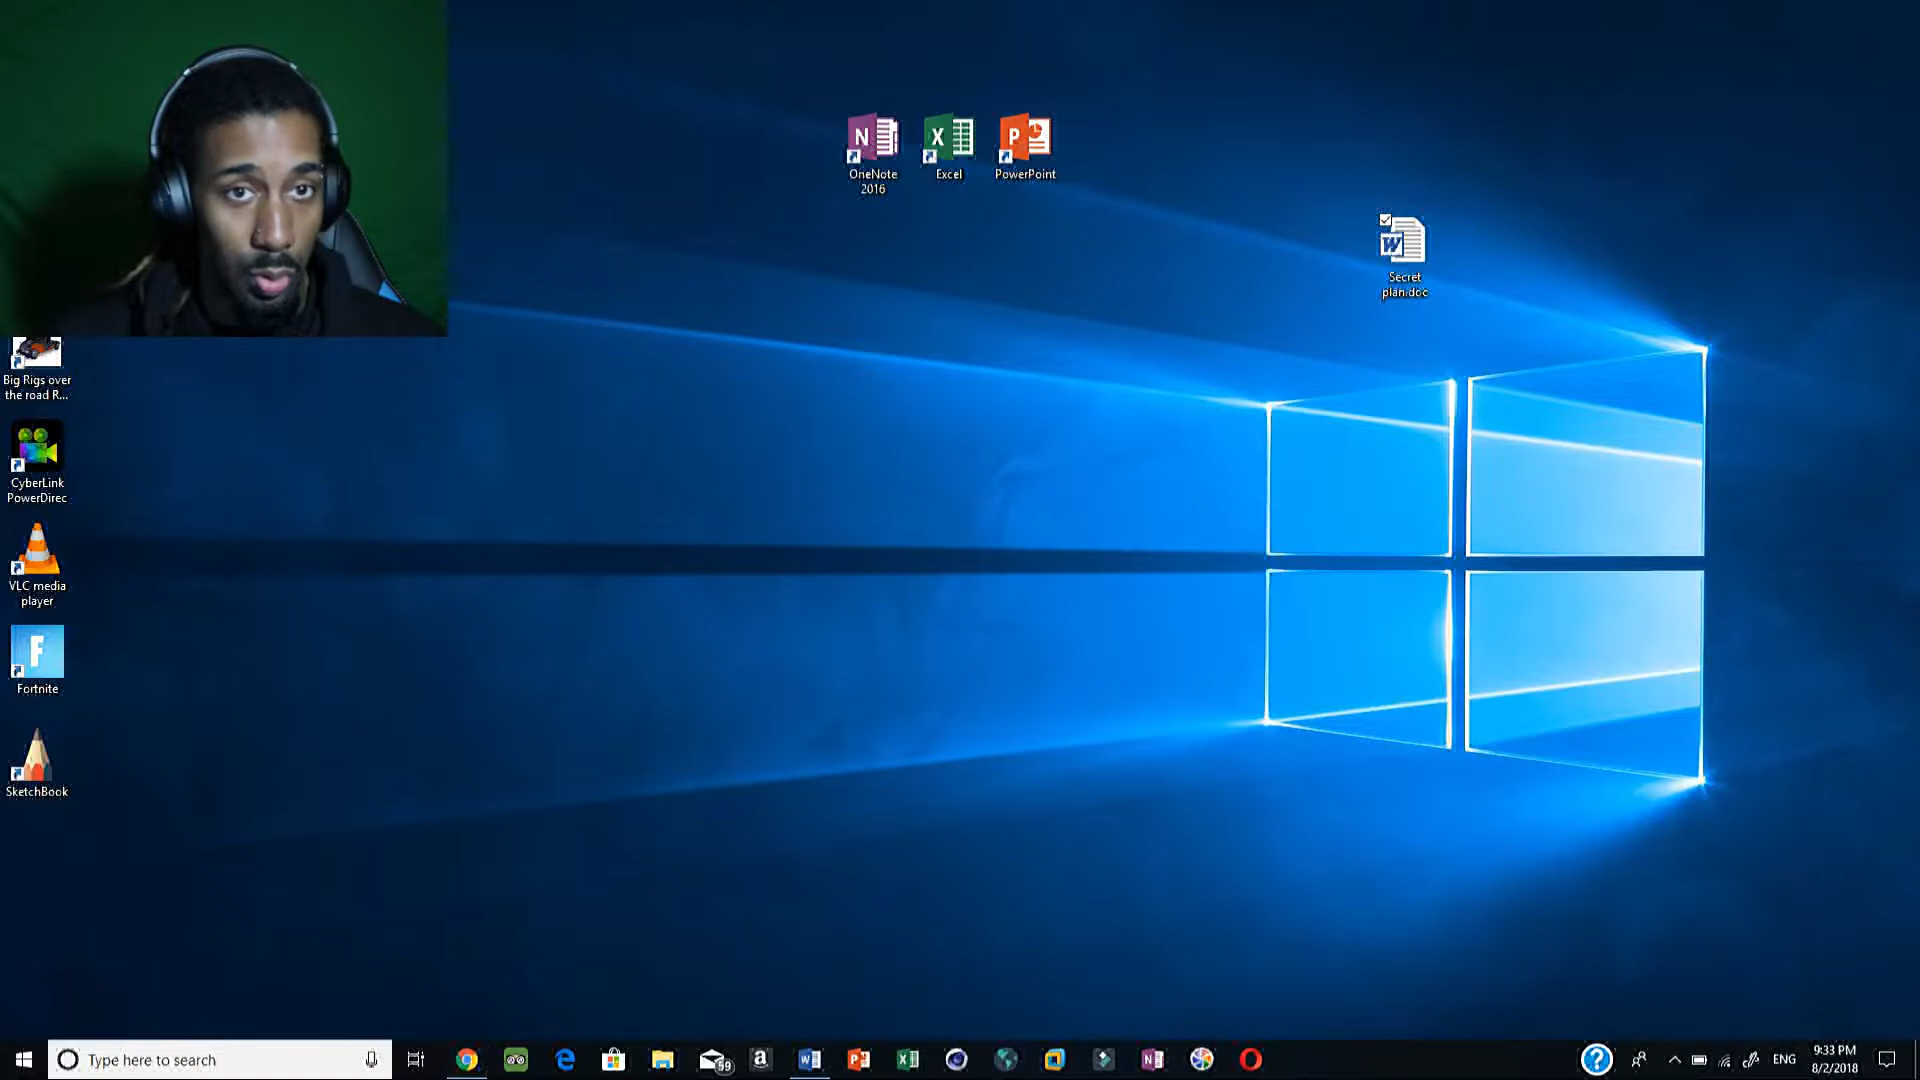 OneNote
2016
Excel
PowerPoint
Secret
plan.doc
Big Rigs over
the road R...
CyberLink
PowerDirec
VLC media
player
F
Fortnite
SketchBook
Type here to search
59
ENG
9:33 PM
8/2/2018